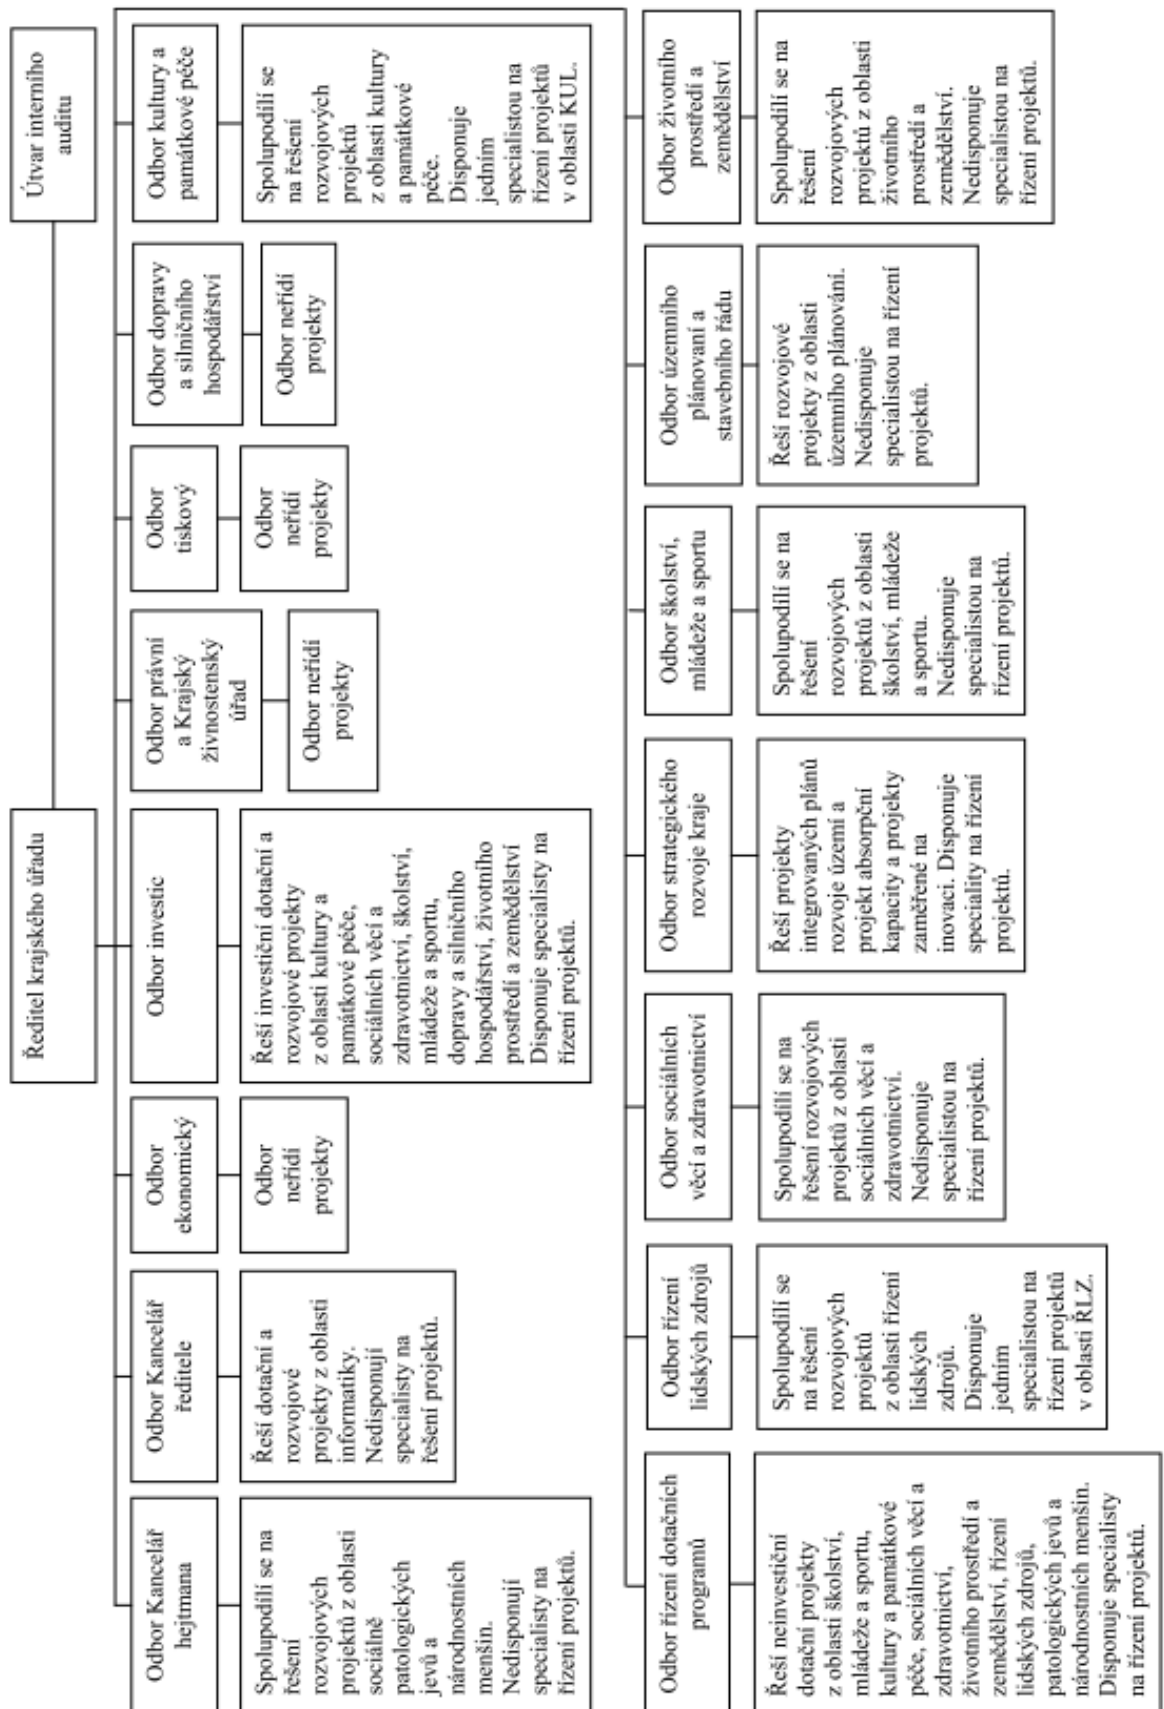 Ředitel krajského úřadu
Útvar interního
auditu
Odbor Kancelář
hejtmana
Spolupodílí se na
řešení
rozvojových
projektů z oblasti
sociálně
patologických
jevů a
národnostních
menšin.
Nedisponují
specialisty na
řízení projektů.
Odbor Kancelář
ředitele
Řeší dotační a
rozvojové
projekty z oblasti
informatiky.
Nedisponují
specialisty na
řešení projektů.
Odbor
ekonomický
Odbor
neřídí
projekty
Odbor investic
Řeší investiční dotační a
rozvojové projekty
z oblasti kultury a
památkové péče,
sociálních věcí a
zdravotnictví, školství,
mládeže a sportu,
dopravy a silničního
hospodářství, životního
prostředí a zemědělství
Disponuje specialisty na
řízení projektů.
Odbor právní
a Krajský
živnostenský
úřad
Odbor neřídí
projekty
Odbor
tiskový
Odbor
neřídí
projekty
Odbor dopravy
a silničního
hospodářství
Odbor neřídí
projekty
Odbor kultury a
památkové péče
Spolupodílí se
na řešení
rozvojových
projektů
z oblasti kultury
a památkové
péče.
Disponuje
jedním
specialistou na
řízení projektů
v oblasti KUL.
Odbor řízení dotačních
programů
Řeší neinvestiční
dotační projekty
z oblasti školství,
mládeže a sportu,
kultury a památkové
péče, sociálních věcí a
zdravotnictví,
životního prostředí a
zemědělství, řízení
lidských zdrojů,
patologických jevů a
národnostních menšin.
Disponuje specialisty
na řízení projektů.
Odbor řízení
lidských zdrojů
Spolupodílí se
na řešení
rozvojových
projektů
z oblasti řízení
lidských
zdrojů.
Disponuje
jedním
specialistou na
řízení projektů
v oblasti ŘLZ.
Odbor sociálních
věcí a zdravotnictví
Spolupodílí se na
řešení rozvojových
projektů z oblasti
sociálních věcí a
zdravotnictví.
Nedisponuje
specialistou na
řízení projektů.
Odbor strategického
rozvoje kraje
Řeší projekty
integrovaných plánů
rozvoje území a
projekt absorpční
kapacity a projekty
zaměřené na
inovaci. Disponuje
speciality na řízení
projektů.
Odbor školství,
mládeže a sportu
Spolupodílí se na
řešení
rozvojových
projektů z oblasti
školství, mládeže
a sportu.
Nedisponuje
specialistou na
řízení projektů.
Odbor územního
plánovaní a
stavebního řádu
Řeší rozvojové
projekty z oblasti
územního plánování.
Nedisponuje
specialistou na řízení
projektů.
Odbor životního
prostředí a
zemědělství
Spolupodílí se na
řešení
rozvojových
projektů z oblasti
životního
prostředí a
zemědělství.
Nedisponuje
specialistou na
řízení projektů.